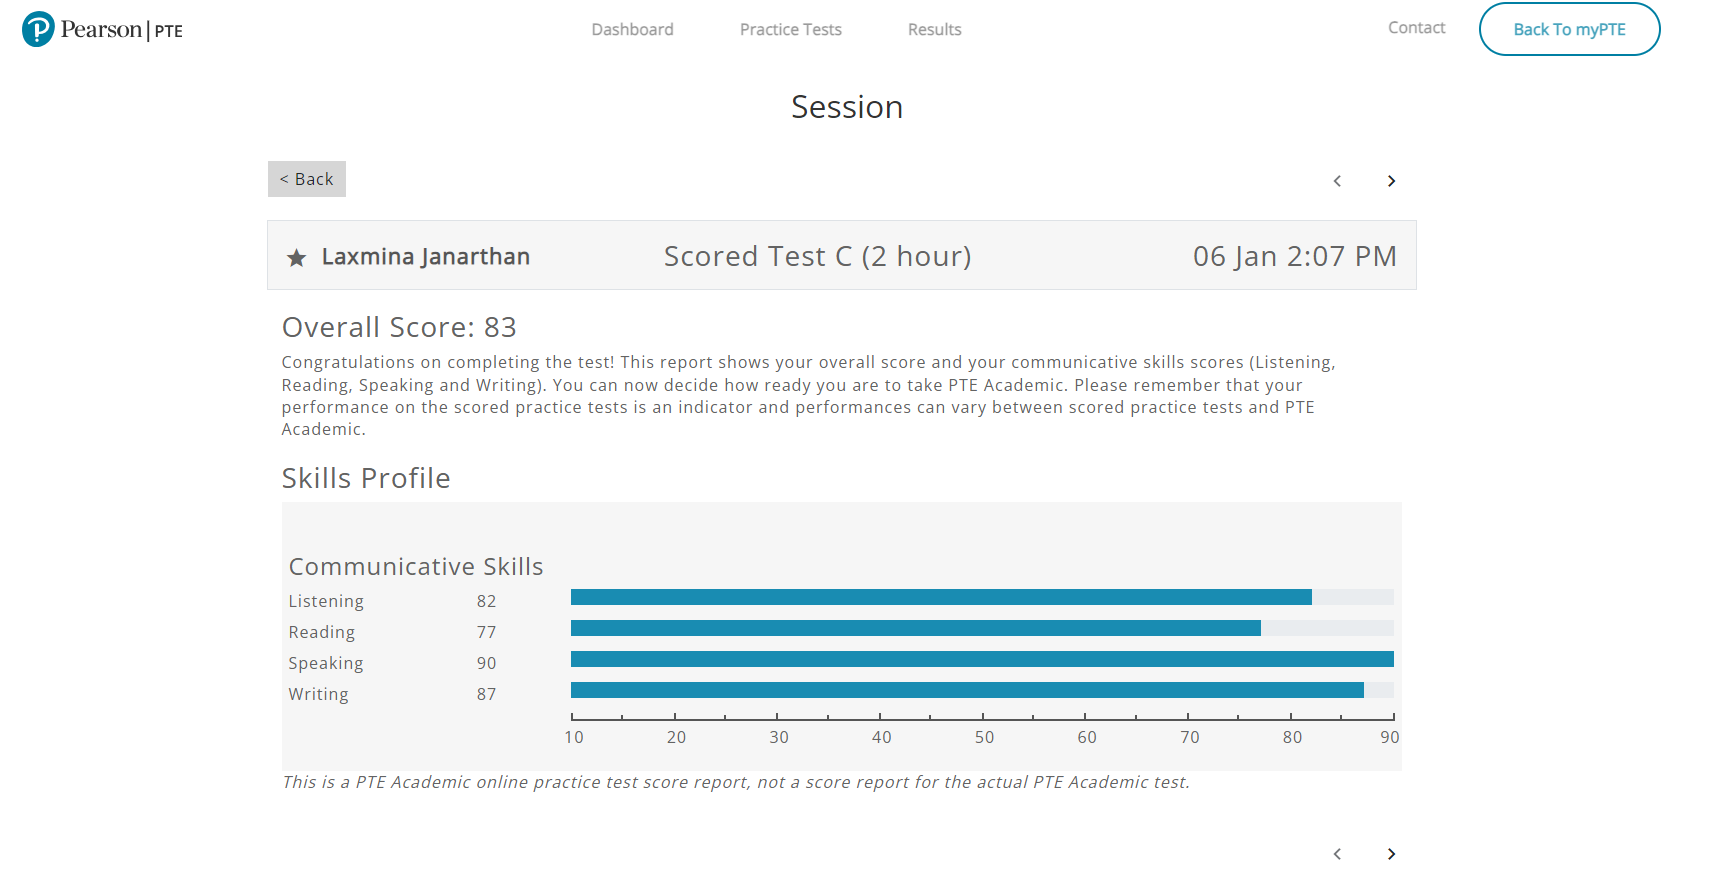 Pearson | PTE
Dashboard
Practice Tests
Results
Contact
Back To myPTE
Session
< Back
Laxmina Janarthan
Scored Test C (2 hour)
06 Jan 2:07 PM
Overall Score: 83
Congratulations on completing the test! This report shows your overall score and your communicative skills scores (Listening,
Reading, Speaking and Writing). You can now decide how ready you are to take PTE Academic. Please remember that your
performance on the scored practice tests is an indicator and performances can vary between scored practice tests and PTE
Academic.
Skills Profile
Communicative Skills
Listening 82
Reading 77
Speaking 90
Writing 87
10 20 30 40 50 60 70 80 90
This is a PTE Academic online practice test score report, not a score report for the actual PTE Academic test.